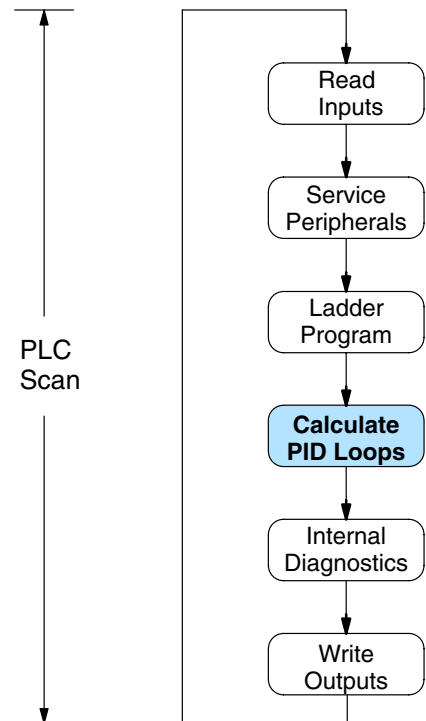 Read
Inputs
Service
Peripherals
Ladder
Program
PLC
Scan
Calculate
PID Loops
Internal
Diagnostics
Write
Outputs